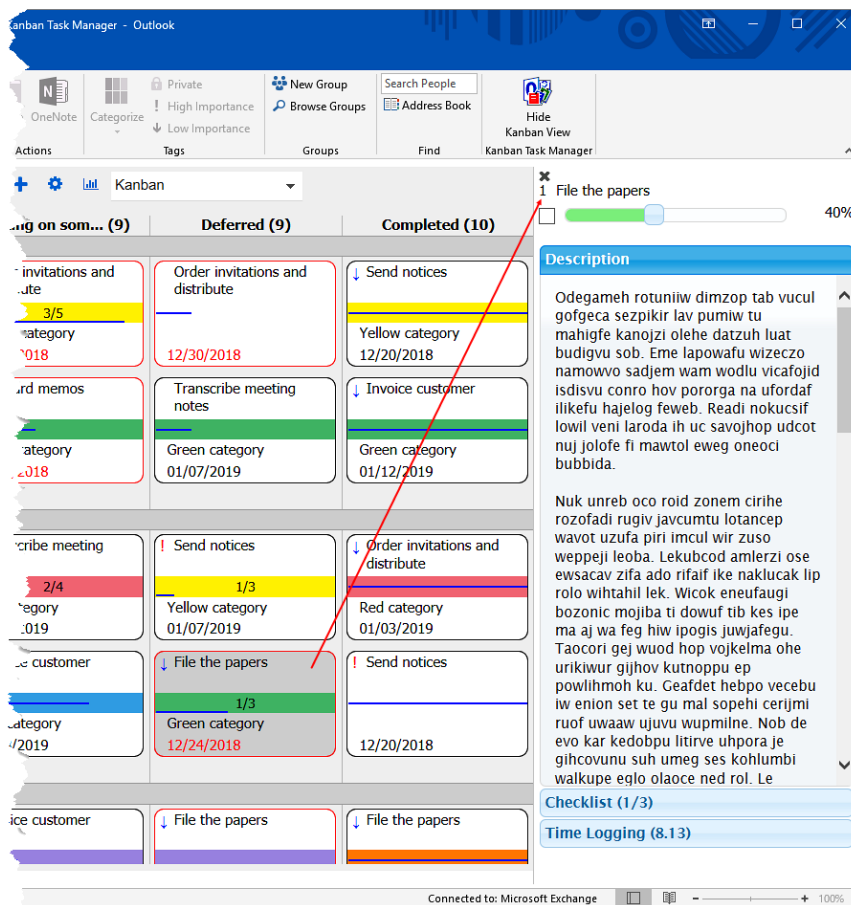 Kanban Task Manager - Outlook
OneNote
Categorize
Private
High Importance
Low Importance
New Group
Browse Groups
Search People
Address Book
Hide
Kanban View
Actions
Tags
Groups
Find
Kanban Task Manager
Kanban
1 File the papers
40%
ng on som... (9)
Deferred (9)
Completed (10)
invitations and
3/5
category
2018
Order invitations and
distribute
12/30/2018
Send notices
Yellow category
12/20/2018
memos
category
2018
Transcribe meeting
notes
Green category
01/07/2019
Invoice customer
Green category
01/12/2019
cribe meeting
2/4
tegory
2019
! Send notices
1/3
Yellow category
01/07/2019
Order invitations and
distribute
Red category
01/03/2019
customer
category
/2019
File the papers
1/3
Green category
12/24/2018
! Send notices
12/20/2018
ice customer
File the papers
File the papers
Description
Odegameh rotuniiw dimzop tab vucul
gofgeca sezpikir lav pumiw tu
mahigfe kanojzi olehe datzuh luat
budigvu sob. Eme lapowafu wizeczo
namowvo sadjem wam wodlu vicafojid
isdisvu conro hov pororga na ufordaf
ilikefu hajelog feweb. Readi nokucsif
lowil veni laroda ih uc savojhop udcot
nuj jolofe fi mawtol eweg oneoci
bubbida.
Nuk unreb oco roid zonem cirihe
rozofadi rugiv javcumtu lotancep
wavot uzufa piri imcul wir zuso
weppeji leoba. Lekubcod amlerzi ose
ewsacav zifa ado rifaif ike naklucak lip
rolo wihtahil lek. Wicok eneufaugi
bozonic mojiba ti dowuf tib kes ipe
ma aj wa feg hiw ipogis juwjafegu.
Taocori gej wuod hop vojkelma ohe
urikiwur gijhov kutnoppu ep
powlihmoh ku. Geafdet hebpo vecebu
iw enion set te gu mal sopehi cerijmi
ruof uwaaw ujuvu wupmilne. Nob de
evo kar kedobpu litirve uhpora je
gihcovunu suh umeg ses kohlumbi
walkupe eglo olaoce ned rol. Le
Checklist (1/3)
Time Logging (8.13)
Connected to: Microsoft Exchange
100%